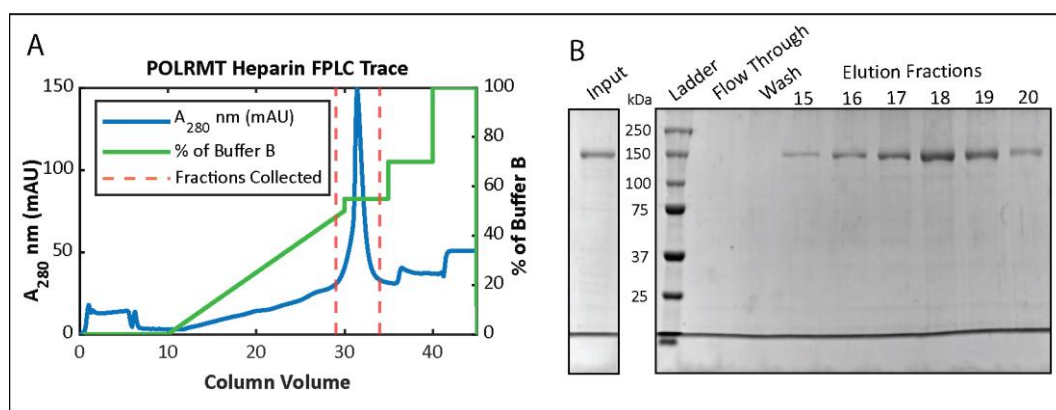 A
POLRMT Heparin FPLC Trace
150
100
50
0
A280 nm (mAU)
A280 nm (mAU)
% of Buffer B
Fractions Collected
100
80
60
40
20
0
% of Buffer B
0 10 20 30 40
Column Volume
B
Input
kDa
Ladder
Flow Through
Wash
Elution Fractions
15 16 17 18 19 20
250
150
100
75
37
25